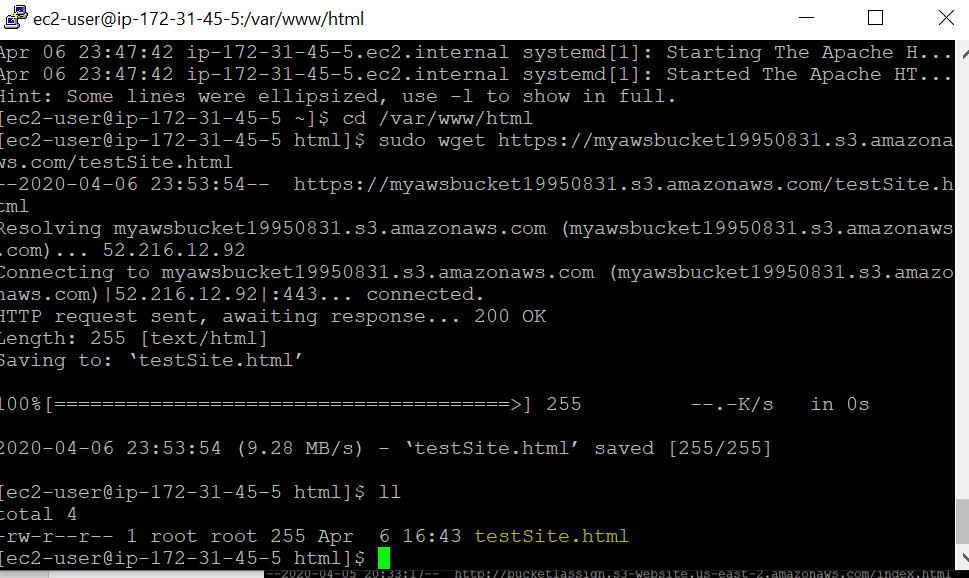 ec2-user@ip-172-31-45-5:/var/www/html
Apr 06 23:47:42 ip-172-31-45-5.ec2.internal systemd[1]: Starting The Apache H...
Apr 06 23:47:42 ip-172-31-45-5.ec2.internal systemd[1]: Started The Apache HT...
Hint: Some lines were ellipsized, use -l to show in full.
[ec2-user@ip-172-31-45-5 ~]$ cd /var/www/html
[ec2-user@ip-172-31-45-5 html]$ sudo wget https://myawsbucket19950831.s3.amazona
ws.com/testSite.html
--2020-04-06 23:53:54--  https://myawsbucket19950831.s3.amazonaws.com/testSite.h
tml
Resolving myawsbucket19950831.s3.amazonaws.com (myawsbucket19950831.s3.amazonaws
.com)... 52.216.12.92
Connecting to myawsbucket19950831.s3.amazonaws.com (myawsbucket19950831.s3.amazo
naws.com)|52.216.12.92|:443... connected.
HTTP request sent, awaiting response... 200 OK
Length: 255 [text/html]
Saving to: ‘testSite.html’
100%[======================================>] 255         --.-K/s   in 0s
2020-04-06 23:53:54 (9.28 MB/s) - ‘testSite.html’ saved [255/255]
[ec2-user@ip-172-31-45-5 html]$ ll
total 4
-rw-r--r-- 1 root root 255 Apr  6 16:43 testSite.html
[ec2-user@ip-172-31-45-5 html]$
--2020-04-05 20:33:17--  http://bucket1assign.s3-website.us-east-2.amazonaws.com/index.html